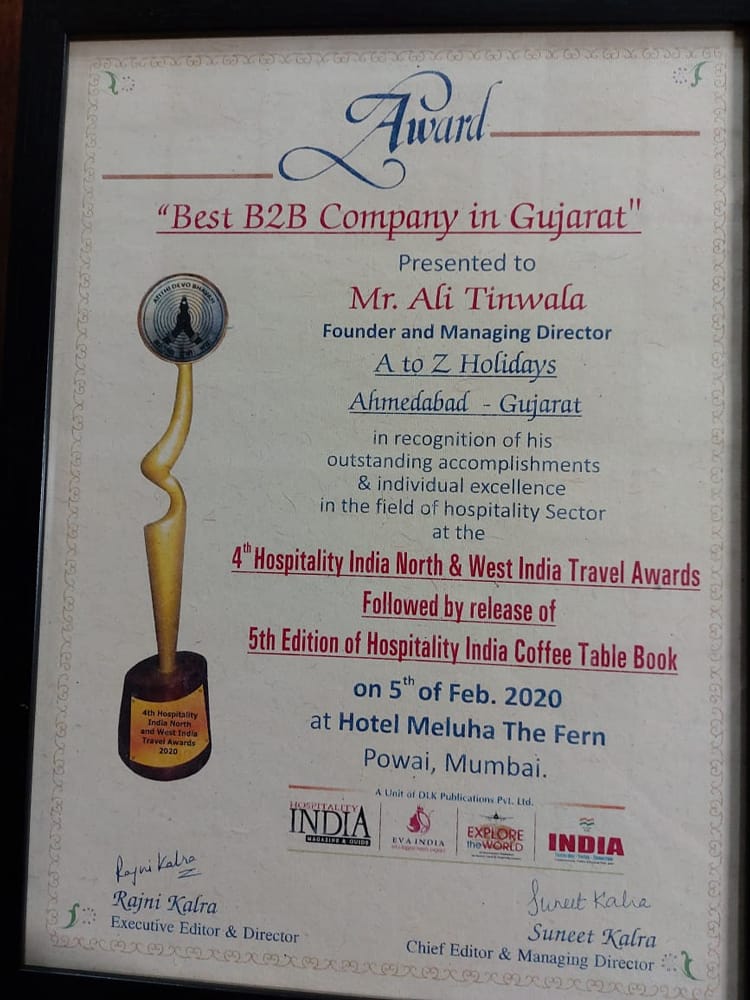 Award
"Best B2B Company in Gujarat"
Presented to
Mr. Ali Tinwala
Founder and Managing Director
A to Z Holidays
Ahmedabad - Gujarat
in recognition of his
outstanding accomplishments
& individual excellence
in the field of hospitality Sector
at the
4th Hospitality India North & West India Travel Awards
Followed by release of
5th Edition of Hospitality India Coffee Table Book
on 5th of Feb. 2020
at Hotel Meluha The Fern
Powai, Mumbai.
ATITHI DEVO BHAVAH
4th Hospitality
India North
and West India
Travel Awards
2020
A Unit of DLK Publications Pvt. Ltd.
HOSPITALITY
INDIA
MAGAZINE & GUIDE
EVA INDIA
EXPLORE
the WORLD
INDIA
Rajni Kalra
Rajni Kalra
Executive Editor & Director
Suneet Kalra
Suneet Kalra
Chief Editor & Managing Director